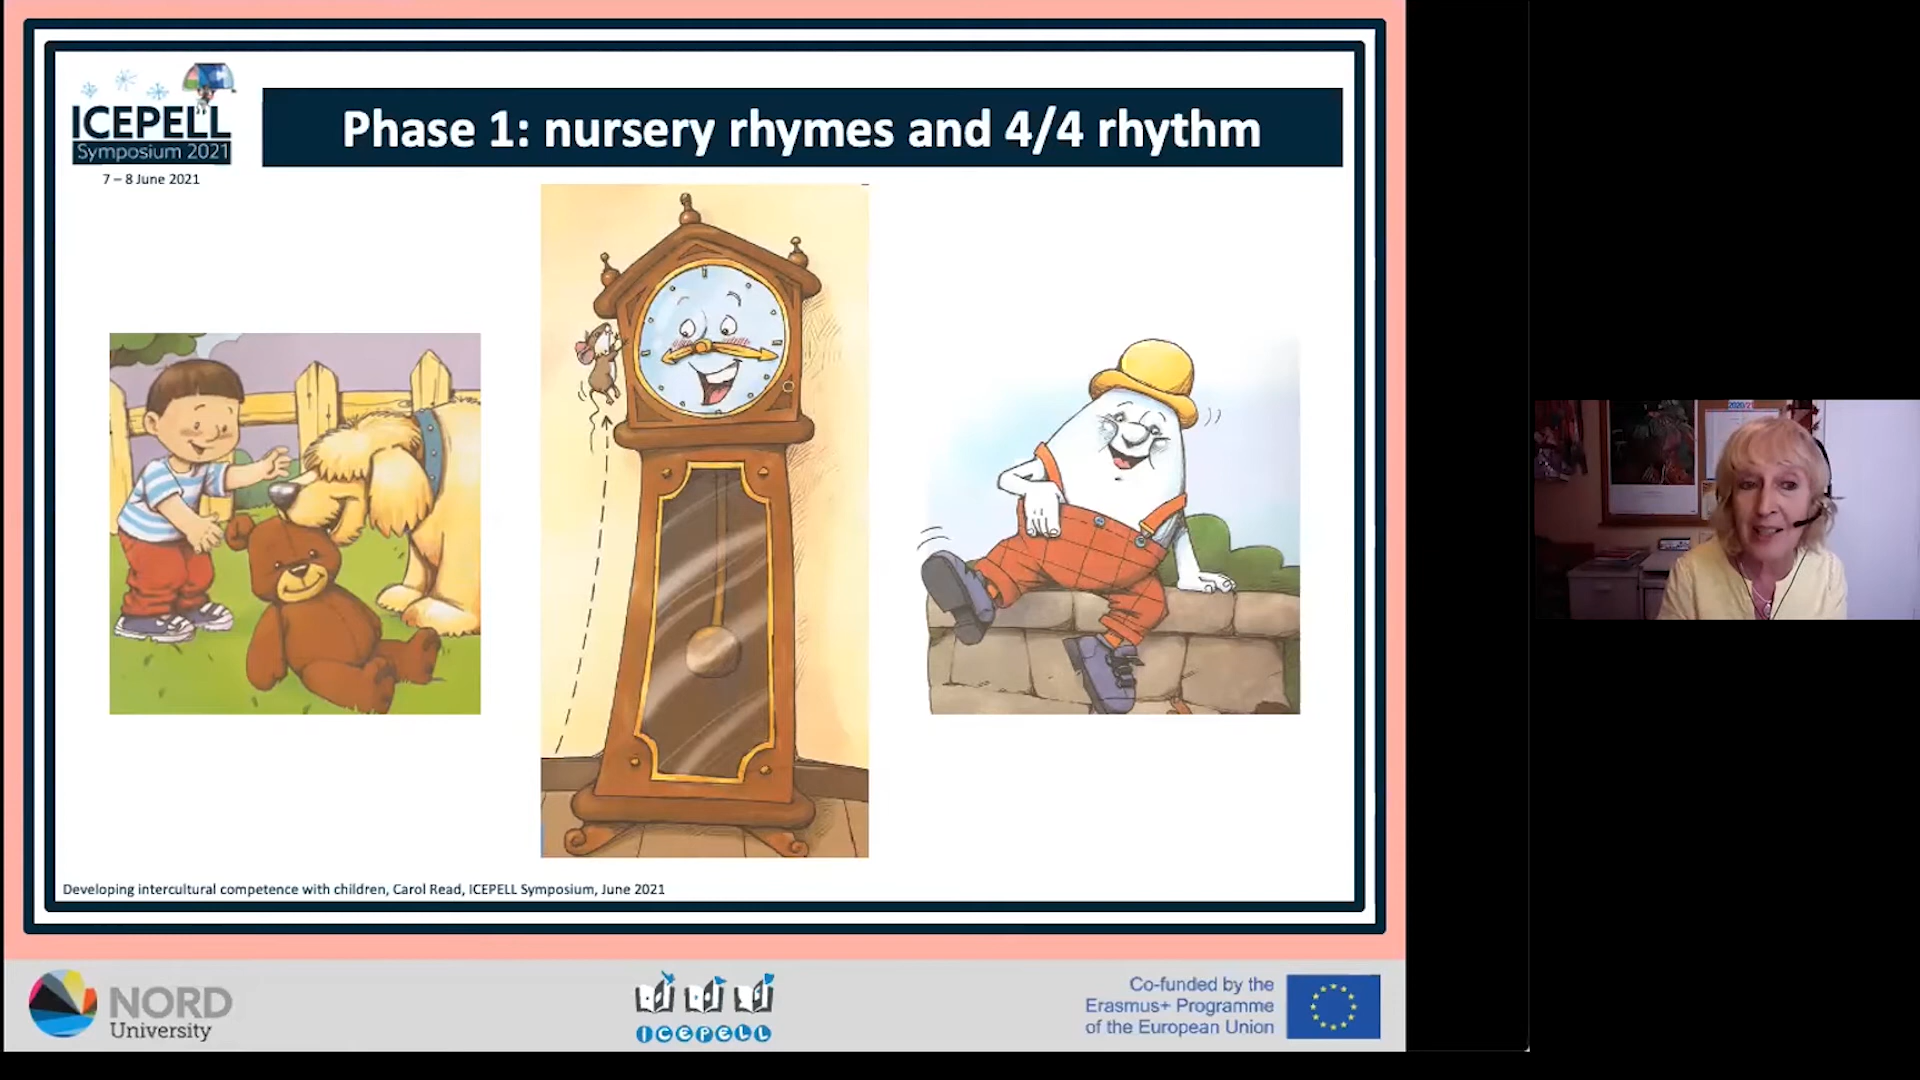 ICEPELL
Symposium 2021
7 – 8 June 2021
Phase 1: nursery rhymes and 4/4 rhythm
Developing intercultural competence with children, Carol Read, ICEPELL Symposium, June 2021
NORD
University
ICEPELL
Co-funded by the
Erasmus+ Programme
of the European Union
2020/21